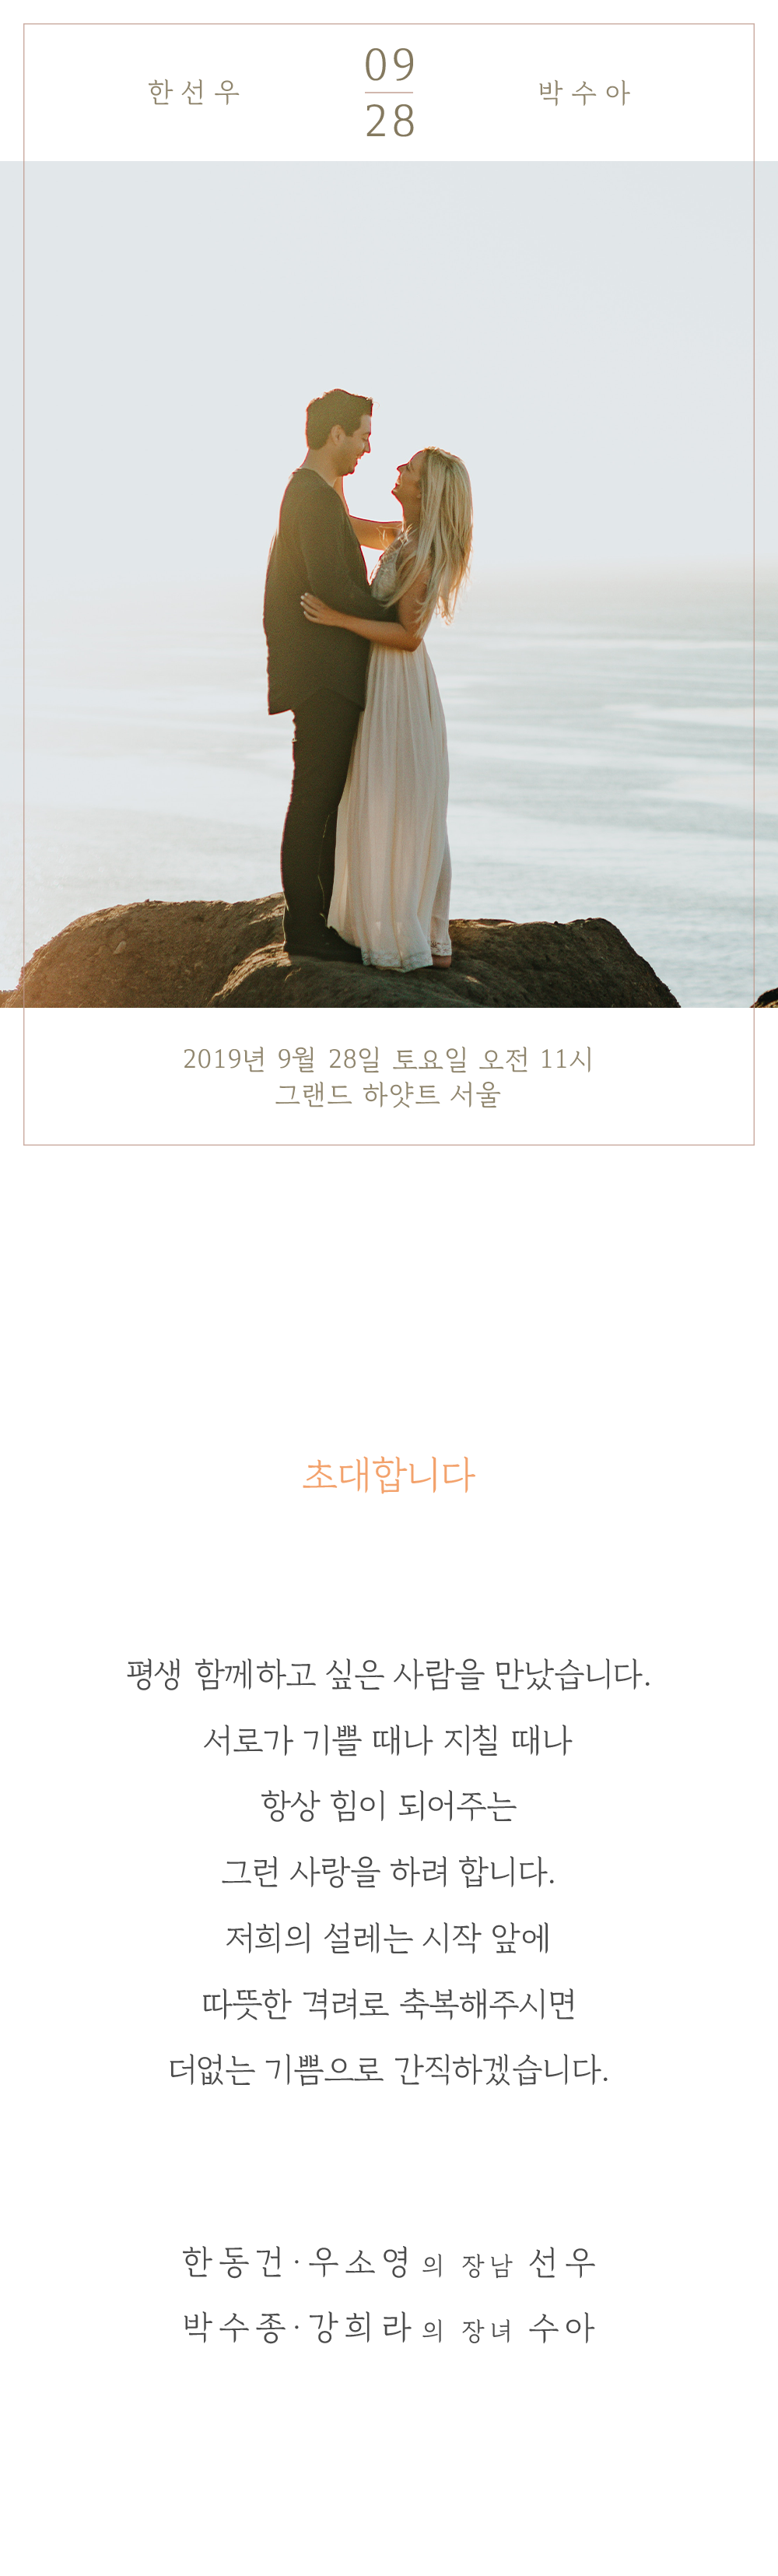 한선우
09
28
박수아
2019년 9월 28일 토요일 오전 11시
그랜드 하얏트 서울
초대합니다
평생 함께하고 싶은 사람을 만났습니다.
서로가 기쁠 때나 지칠 때나
항상 힘이 되어주는
그런 사랑을 하려 합니다.
저희의 설레는 시작 앞에
따뜻한 격려로 축복해주시면
더없는 기쁨으로 간직하겠습니다.
한동건·우소영의 장남 선우
박수종·강희라의 장녀 수아